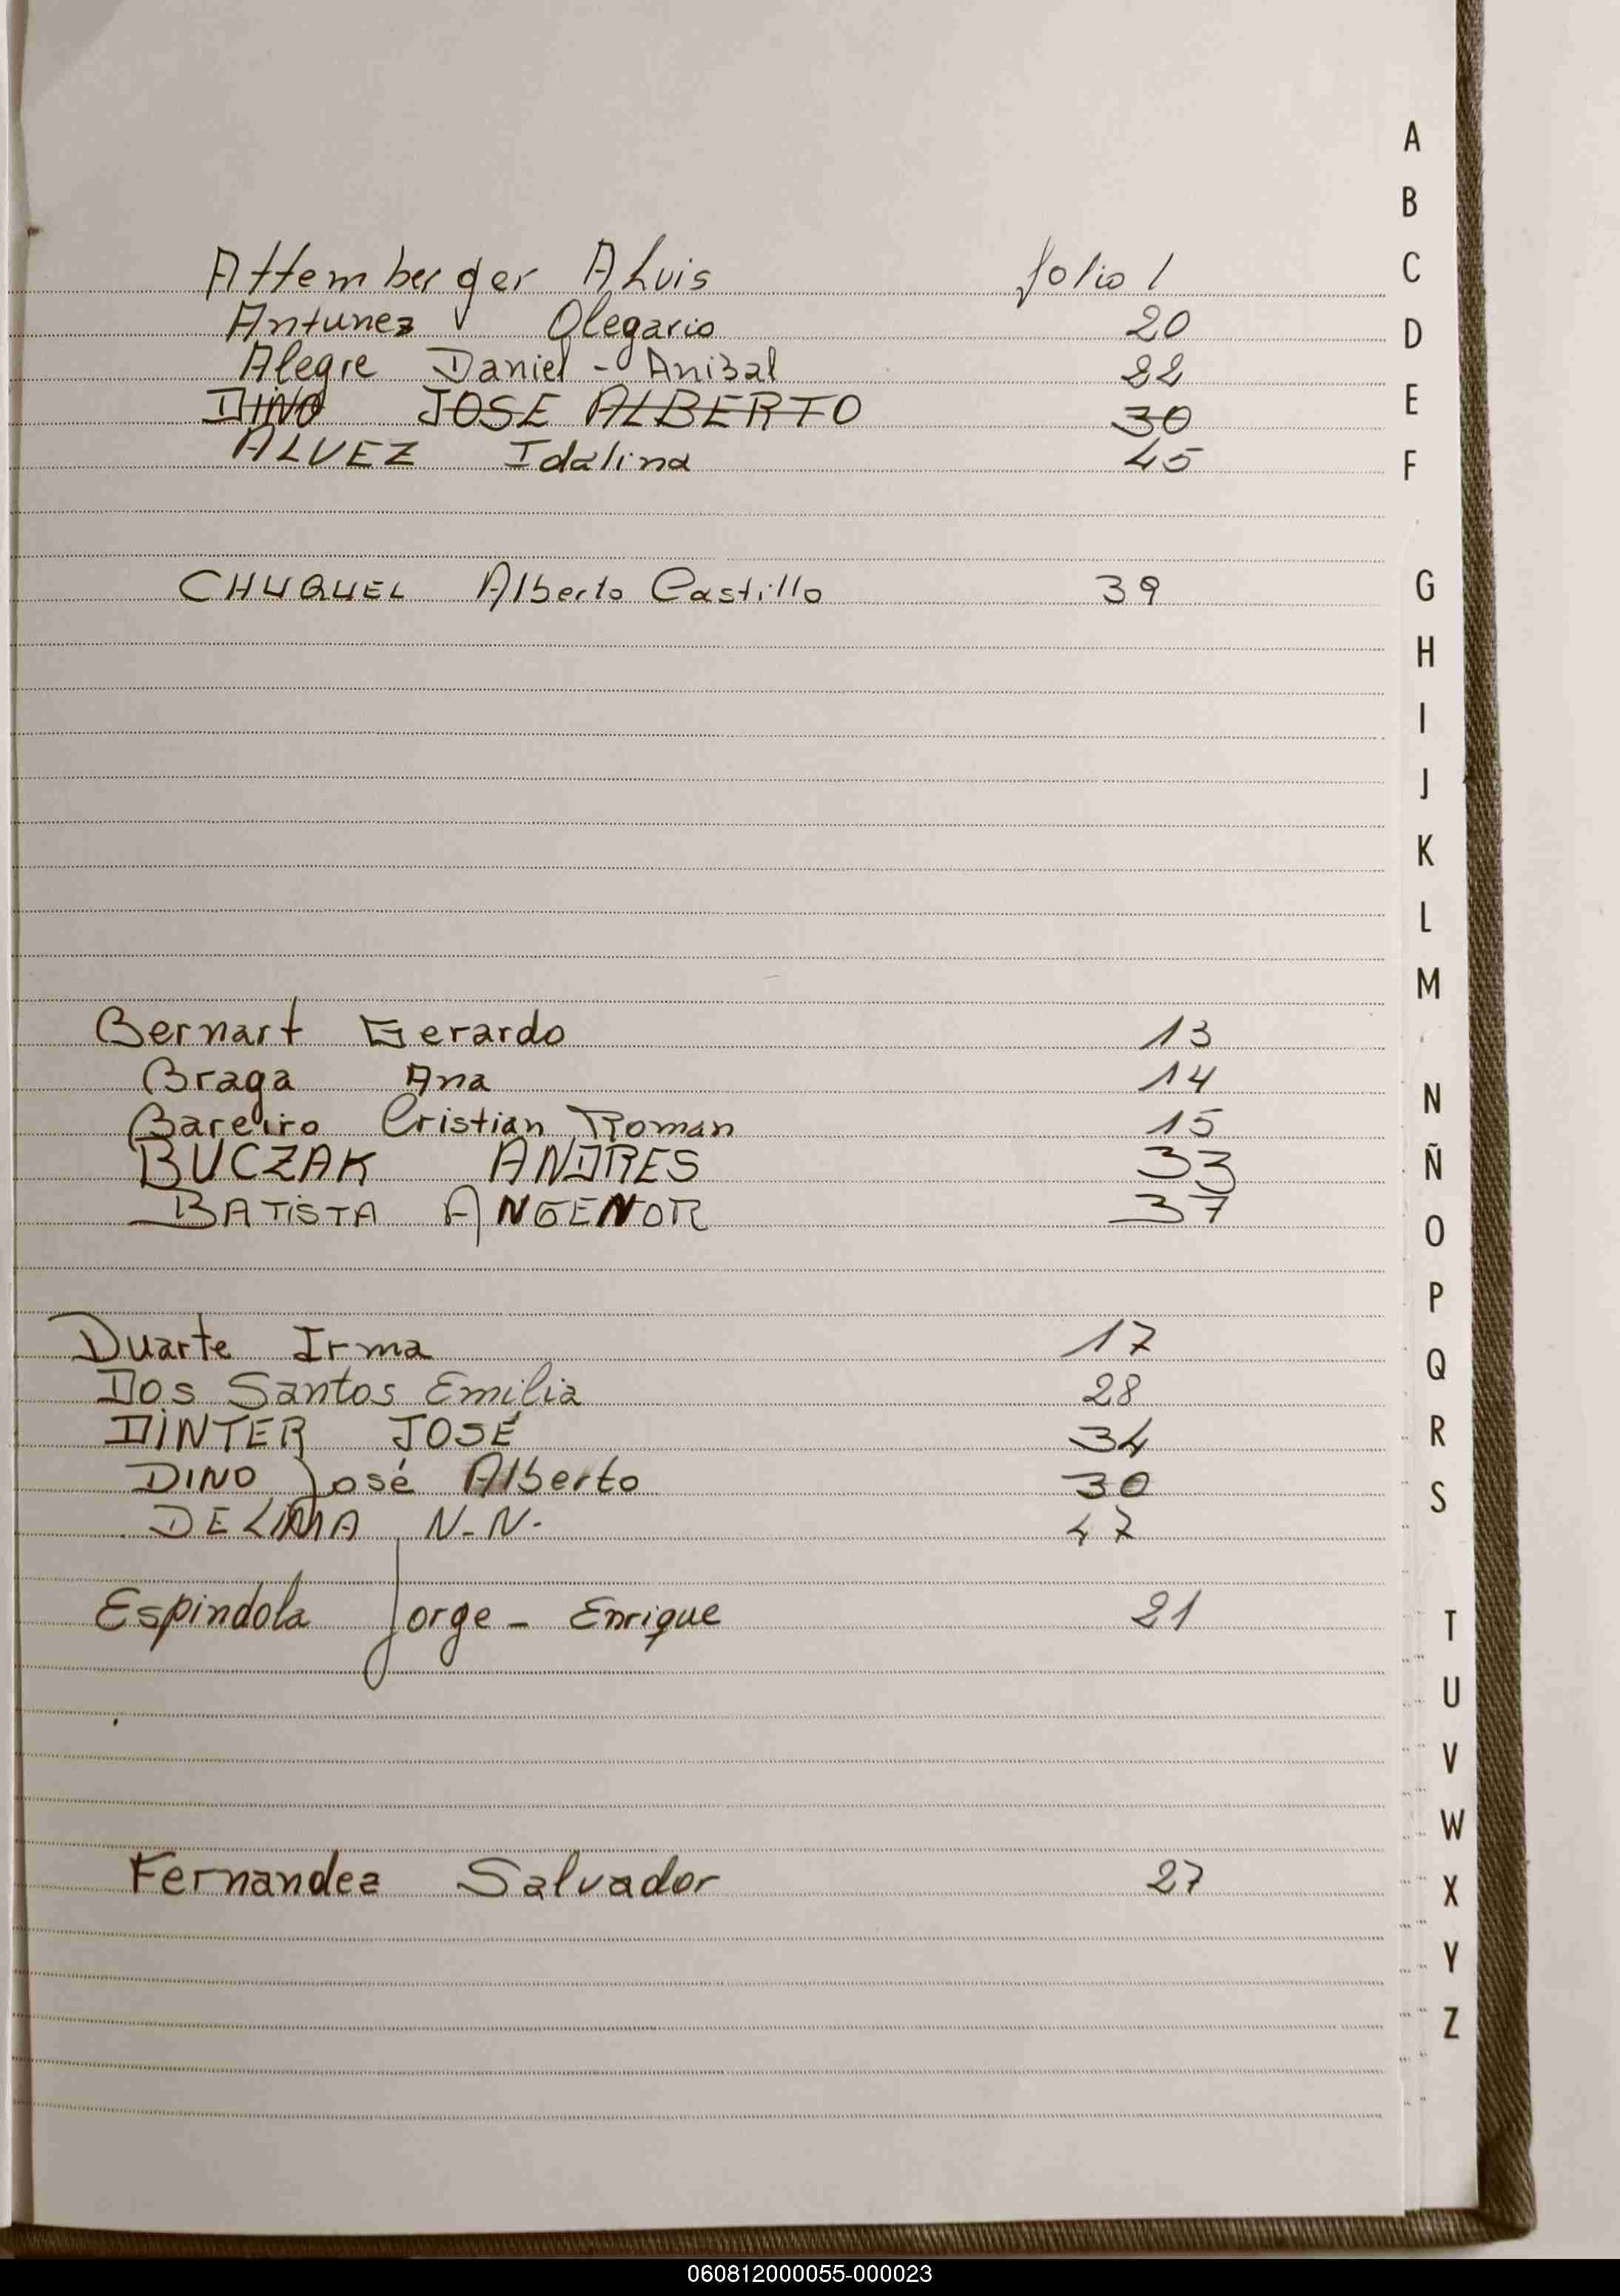 Attemberger ALuis folio 1
Antunez Olegario 20
Alegre Daniel - Anibal 22
DINO JOSE ALBERTO 30
ALVEZ Idalina 45
CHUQUEL Alberto Castillo 39
Bernart Gerardo 13
Braga Ana 14
Bareiro Cristian Roman 15
BUCZAK ANDRES 33
BATISTA ANGENOR 37
Duarte Irma 17
Dos Santos Emilia 28
DINTER JOSÉ 34
DINO José Alberto 30
DELIMA N-N- 47
Espindola Jorge - Enrique 21
Fernandez Salvador 27
A
B
C
D
E
F
G
H
I
J
K
L
M
N
Ñ
O
P
Q
R
S
T
U
V
W
X
Y
Z
060812000055-000023